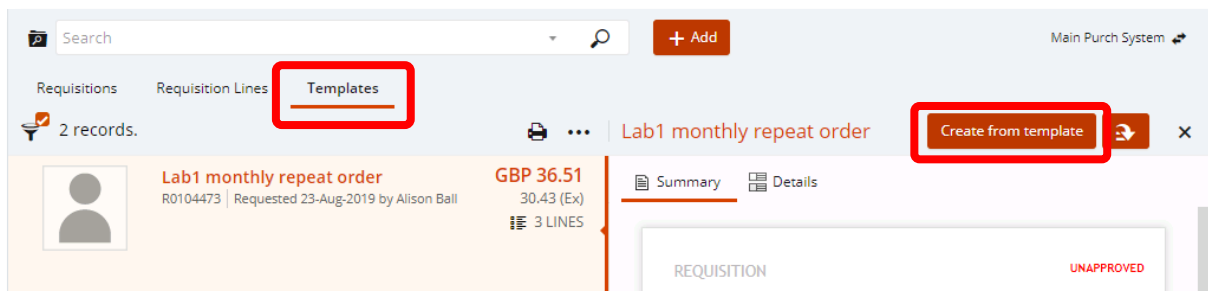 Search
+ Add
Main Purch System
Requisitions Requisition Lines Templates
2 records.
Lab1 monthly repeat order
Create from template
Lab1 monthly repeat order
GBP 36.51
R0104473 | Requested 23-Aug-2019 by Alison Ball
30.43 (Ex)
3 LINES
Summary Details
REQUISITION
UNAPPROVED